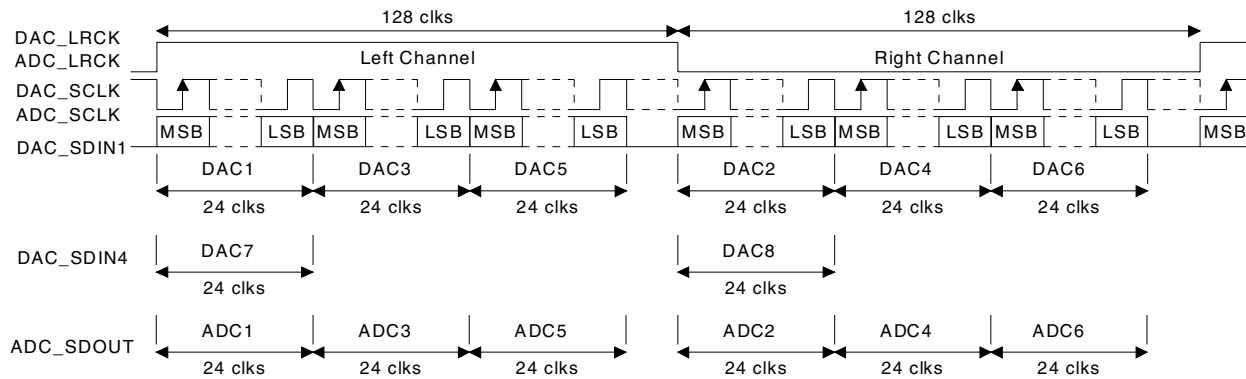 128 clks 128 clks
DAC_LRCK
ADC_LRCK Left Channel Right Channel
DAC_SCLK
ADC_SCLK
DAC_SDIN1 MSB LSB MSB LSB MSB LSB MSB LSB MSB LSB MSB LSB MSB
DAC1 DAC3 DAC5 DAC2 DAC4 DAC6
24 clks 24 clks 24 clks 24 clks 24 clks 24 clks
DAC_SDIN4 DAC7 DAC8
24 clks 24 clks
ADC_SDOUT ADC1 ADC3 ADC5 ADC2 ADC4 ADC6
24 clks 24 clks 24 clks 24 clks 24 clks 24 clks